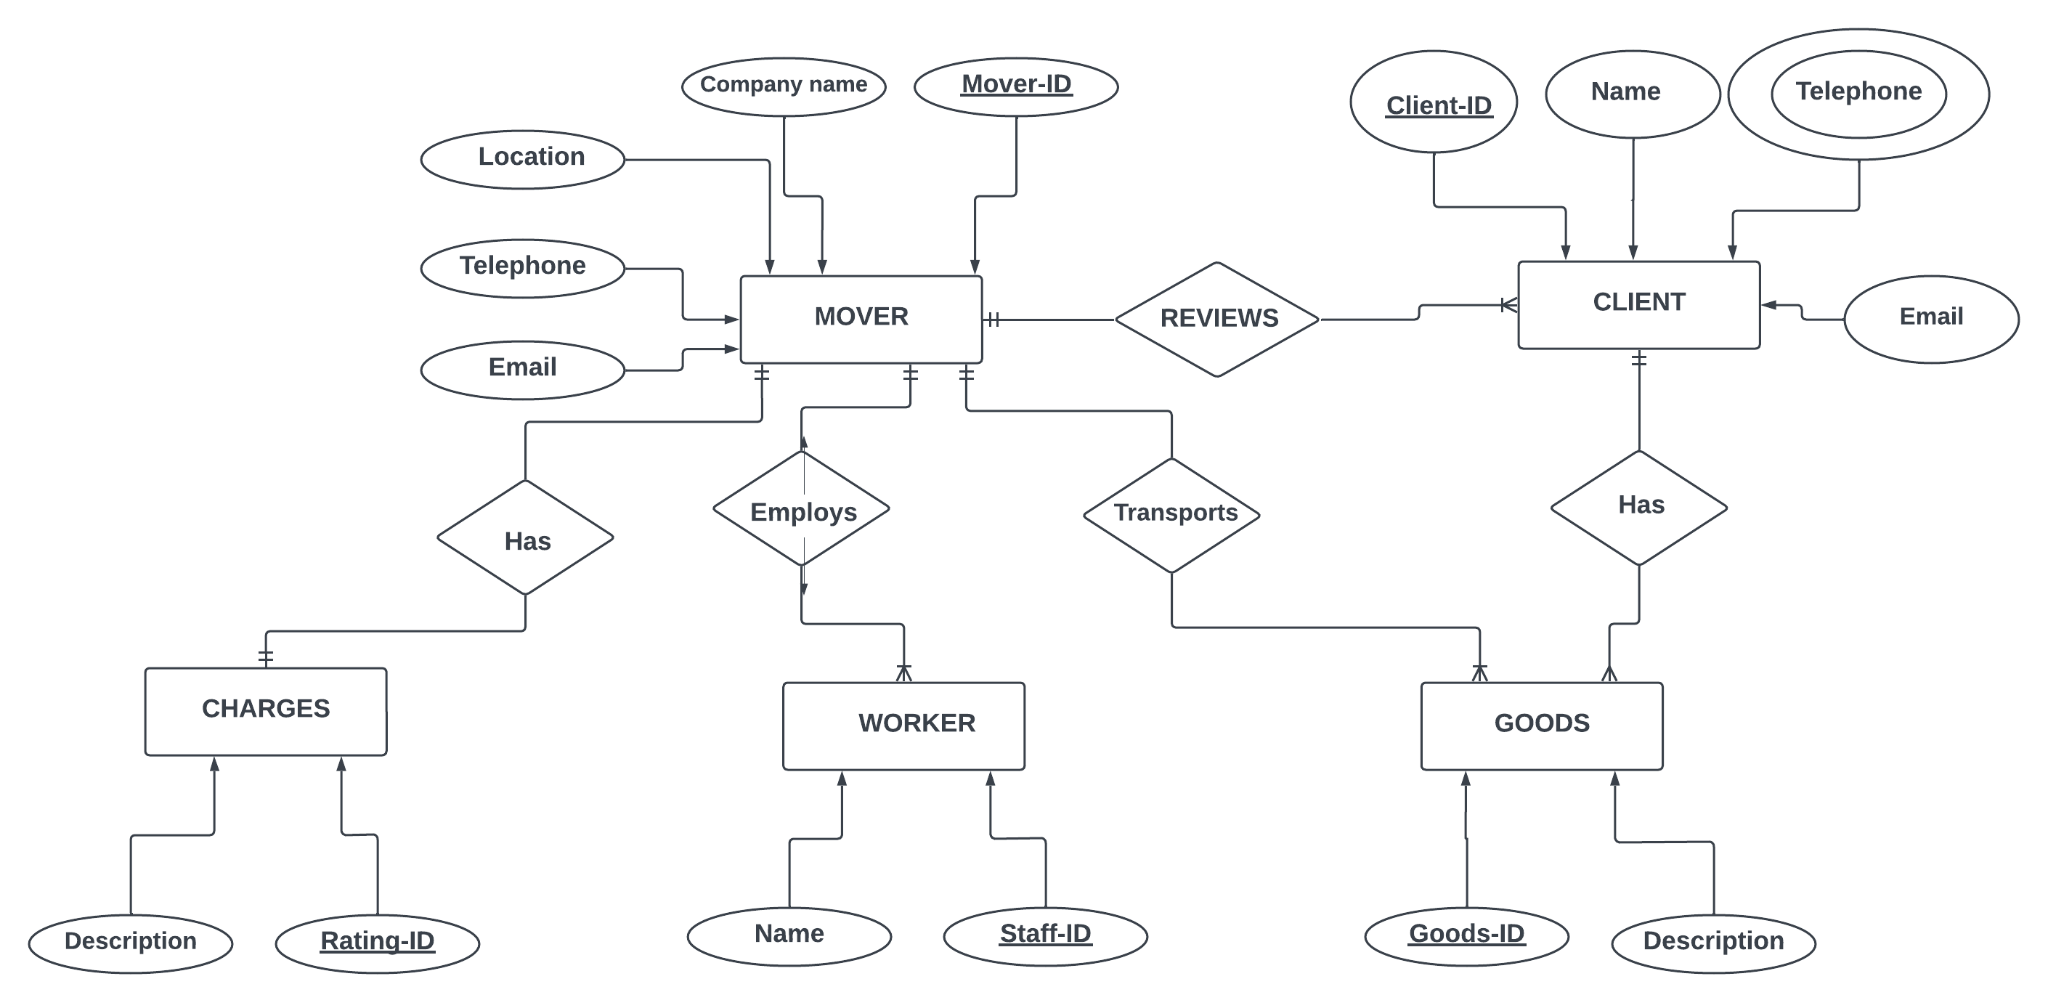 Company name
Mover-ID
Client-ID
Name
Telephone
Location
Telephone
Email
MOVER
REVIEWS
CLIENT
Email
Has
Employs
Transports
Has
CHARGES
WORKER
GOODS
Description
Rating-ID
Name
Staff-ID
Goods-ID
Description